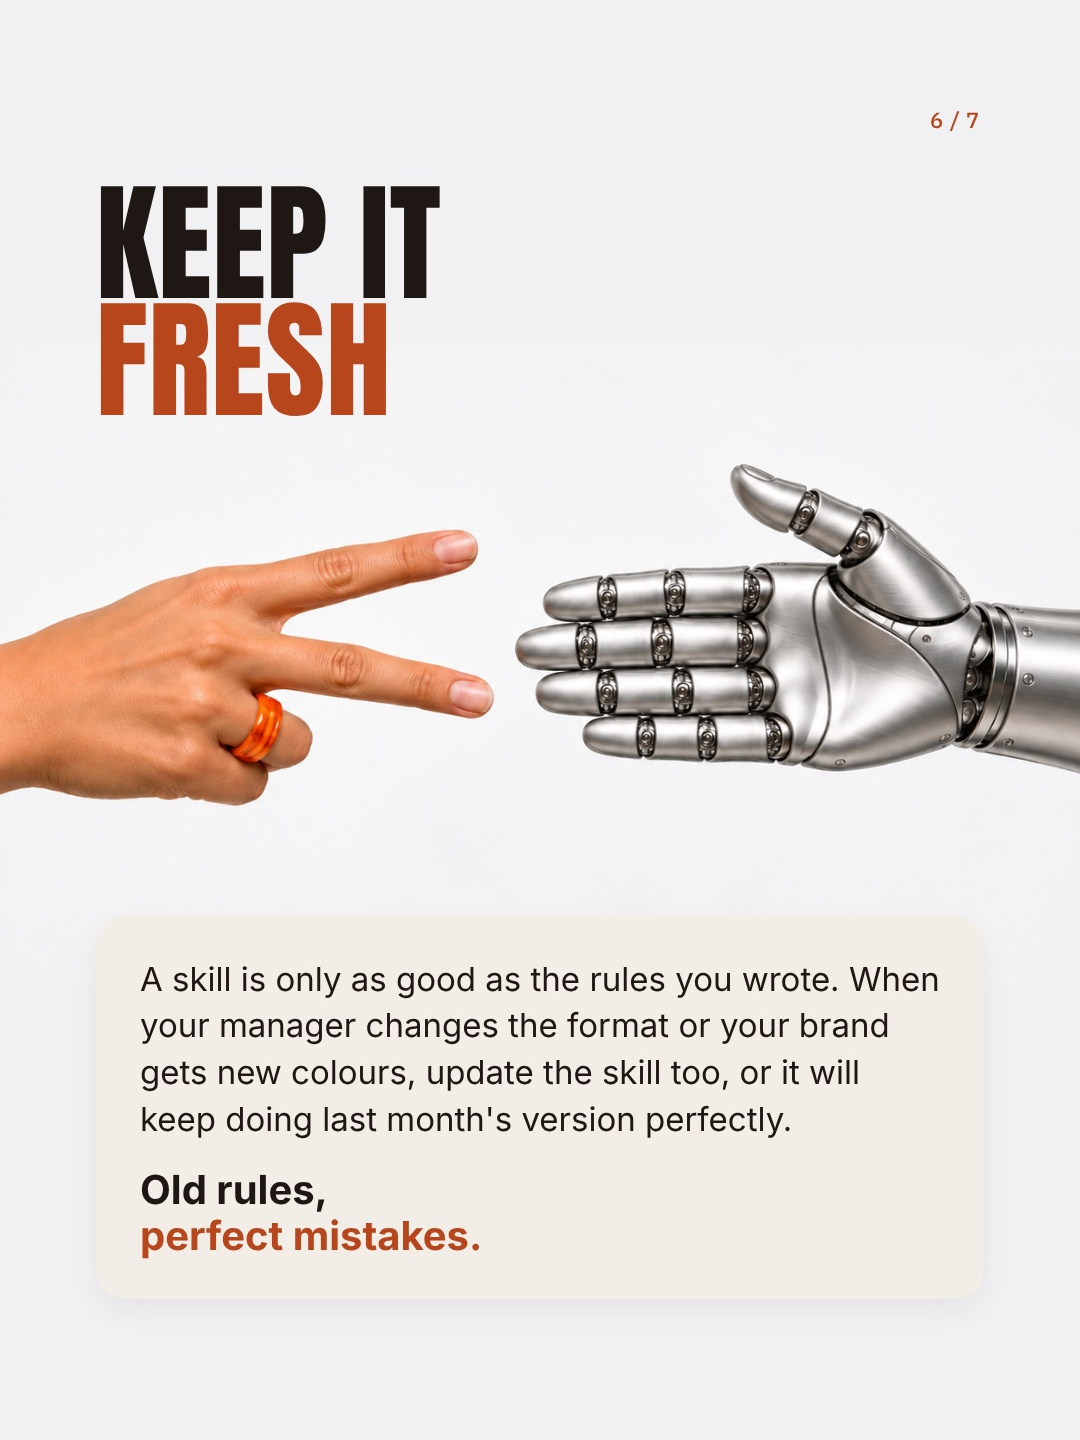 6 / 7
KEEP IT
FRESH
A skill is only as good as the rules you wrote. When
your manager changes the format or your brand
gets new colours, update the skill too, or it will
keep doing last month's version perfectly.
Old rules,
perfect mistakes.